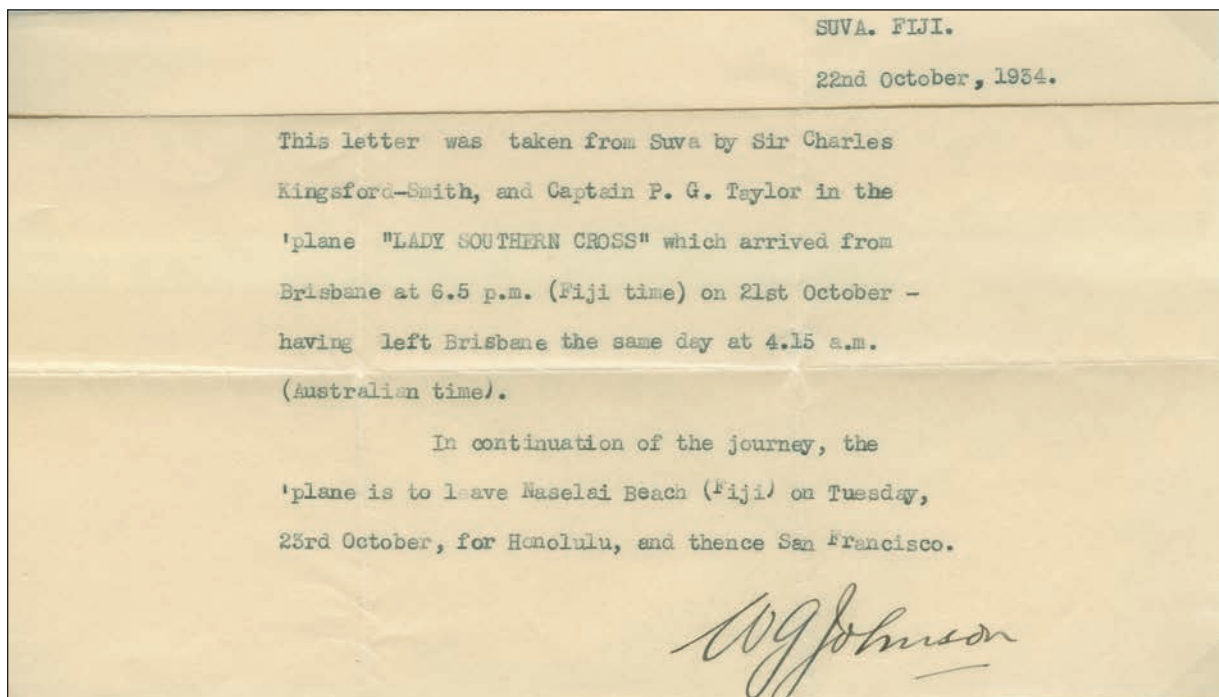 SUVA. FIJI.
22nd October, 1934.
This letter was taken from Suva by Sir Charles
Kingsford-Smith, and Captain P. G. Taylor in the
'plane "LADY SOUTHERN CROSS" which arrived from
Brisbane at 6.5 p.m. (Fiji time) on 21st October -
having left Brisbane the same day at 4.15 a.m.
(Australian time).
In continuation of the journey, the
'plane is to leave Naselai Beach (Fiji) on Tuesday,
23rd October, for Honolulu, and thence San Francisco.
WGJohnson